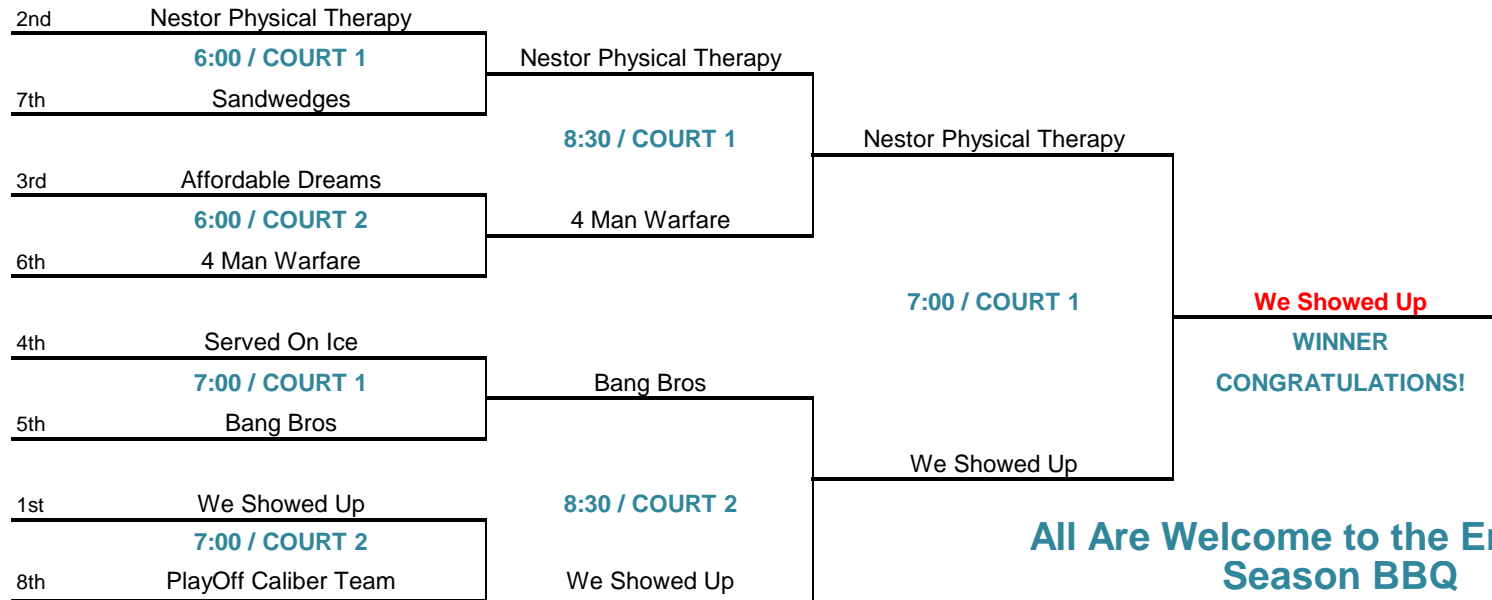 2nd Nestor Physical Therapy
6:00 / COURT 1 Nestor Physical Therapy
7th Sandwedges
8:30 / COURT 1 Nestor Physical Therapy
3rd Affordable Dreams
6:00 / COURT 2 4 Man Warfare
6th 4 Man Warfare
7:00 / COURT 1 We Showed Up
4th Served On Ice WINNER
7:00 / COURT 1 Bang Bros CONGRATULATIONS!
5th Bang Bros
We Showed Up
1st We Showed Up 8:30 / COURT 2
7:00 / COURT 2 All Are Welcome to the
8th PlayOff Caliber Team We Showed Up Season BBQ